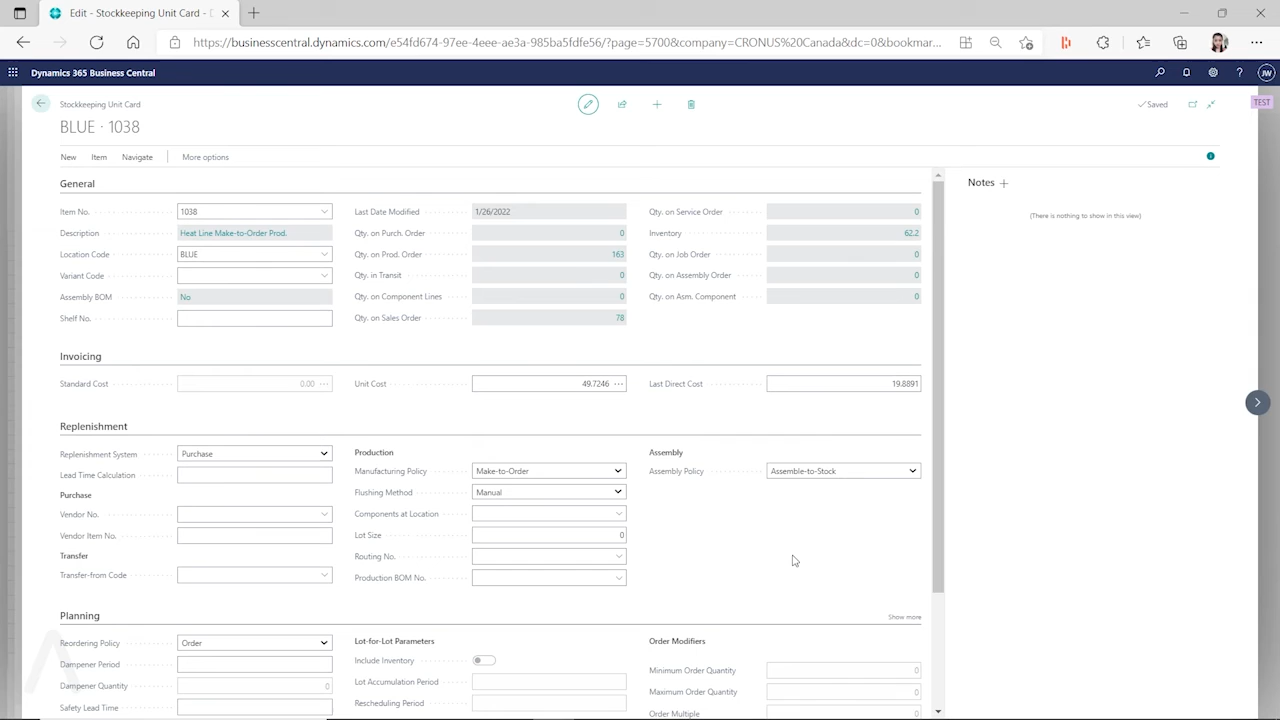 Edit - Stockkeeping Unit Card - [
https://businesscentral.dynamics.com/e54fd674-97ee-4eee-ae3a-985ba5fdfe56/?page=5700&company=CRONUS%20Canada&dc=0&bookmar...
Dynamics 365 Business Central
JW
Stockkeeping Unit Card
Saved
TEST
BLUE · 1038
New Item Navigate More options
General
Notes
(There is nothing to show in this view)
Item No. 1038 Last Date Modified 1/26/2022 Qty. on Service Order 0
Description Heat Line Make-to-Order Prod. Qty. on Purch. Order 0 Inventory 62.2
Location Code BLUE Qty. on Prod. Order 163 Qty. on Job Order 0
Variant Code Qty. in Transit 0 Qty. on Assembly Order 0
Assembly BOM No Qty. on Component Lines 0 Qty. on Asm. Component 0
Shelf No. Qty. on Sales Order 78
Invoicing
Standard Cost 0.00 Unit Cost 49.7246 Last Direct Cost 19.8891
Replenishment
Replenishment System Purchase Production Assembly
Lead Time Calculation Manufacturing Policy Make-to-Order Assembly Policy Assemble-to-Stock
Purchase Flushing Method Manual
Vendor No. Components at Location
Vendor Item No. Lot Size 0
Transfer Routing No.
Transfer-from Code Production BOM No.
Planning Show more
Reordering Policy Order Lot-for-Lot Parameters Order Modifiers
Dampener Period Include Inventory Minimum Order Quantity 0
Dampener Quantity 0 Lot Accumulation Period Maximum Order Quantity 0
Safety Lead Time Rescheduling Period Order Multiple 0